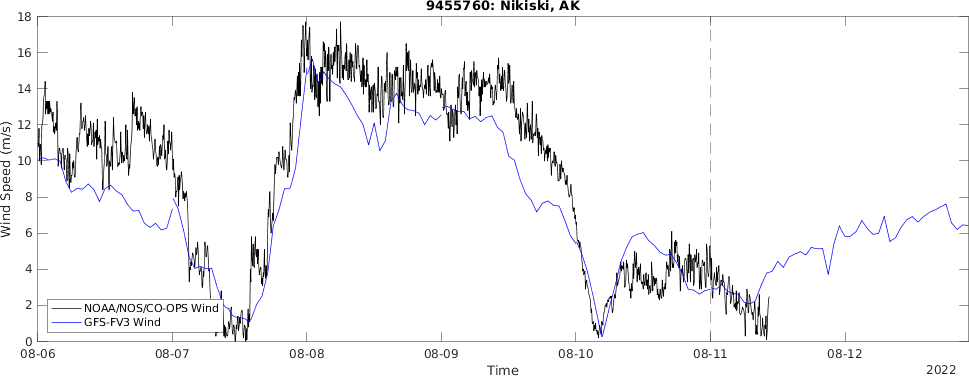 9455760: Nikiski, AK
Wind Speed (m/s)
18
16
14
12
10
8
6
4
2
0
NOAA/NOS/CO-OPS Wind
GFS-FV3 Wind
08-06 08-07 08-08 08-09 08-10 08-11 08-12
Time
2022